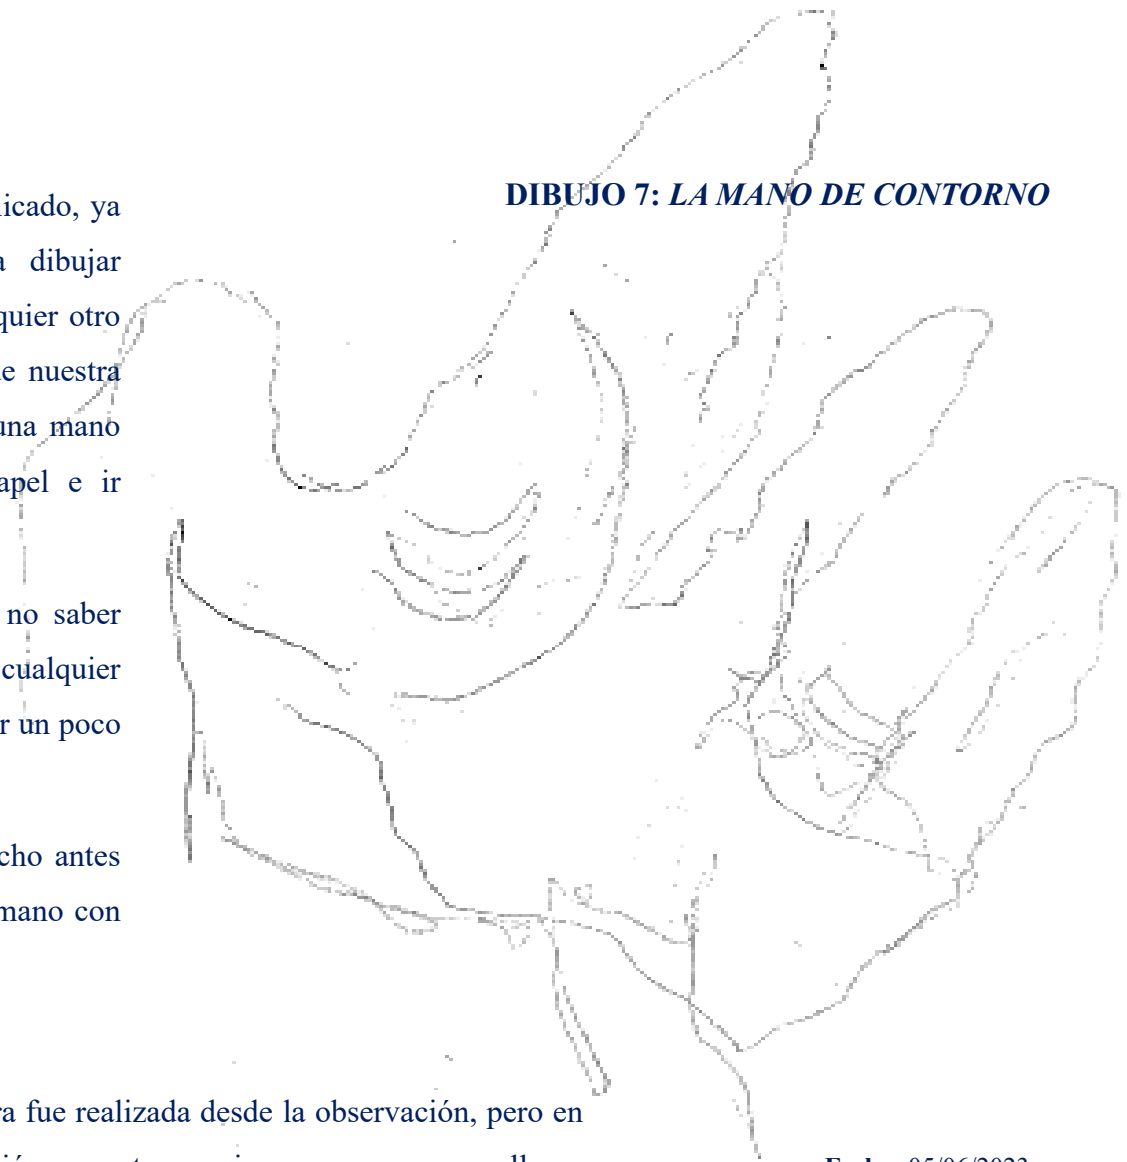 DIBUJO 7: LA MANO DE CONTORNO
licado, ya
a dibujar
quier otro
e nuestra
una mano
apel e ir
no saber
cualquier
r un poco
cho antes
mano con
ra fue realizada desde la observación, pero en